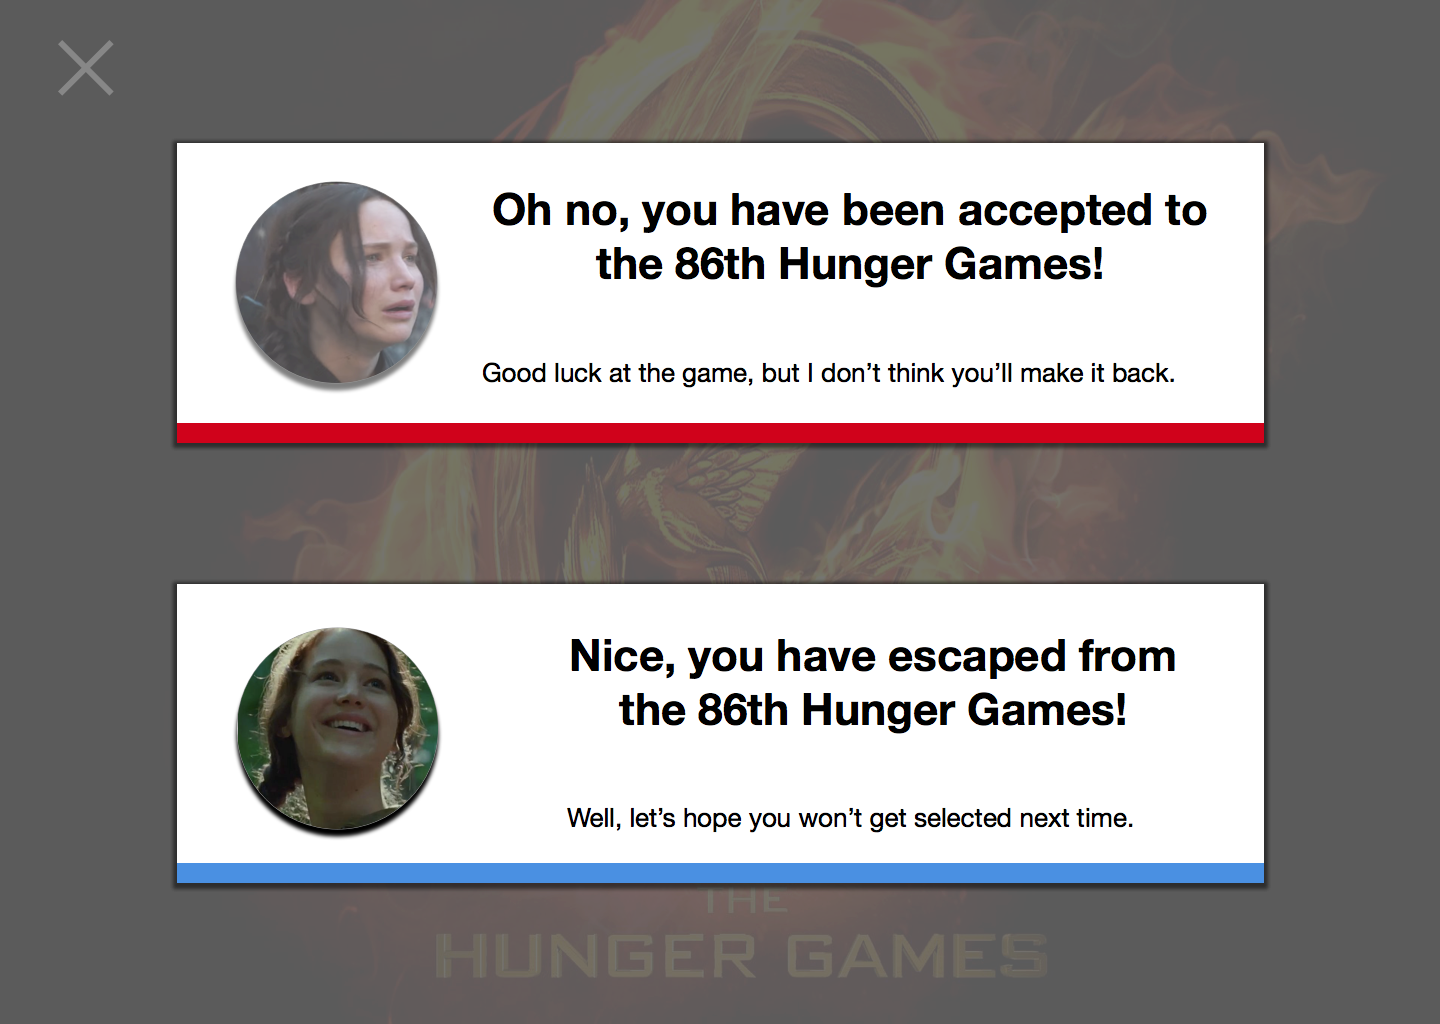 Oh no, you have been accepted to
the 86th Hunger Games!
Good luck at the game, but I don’t think you’ll make it back.
Nice, you have escaped from
the 86th Hunger Games!
Well, let’s hope you won’t get selected next time.
THE
HUNGER GAMES